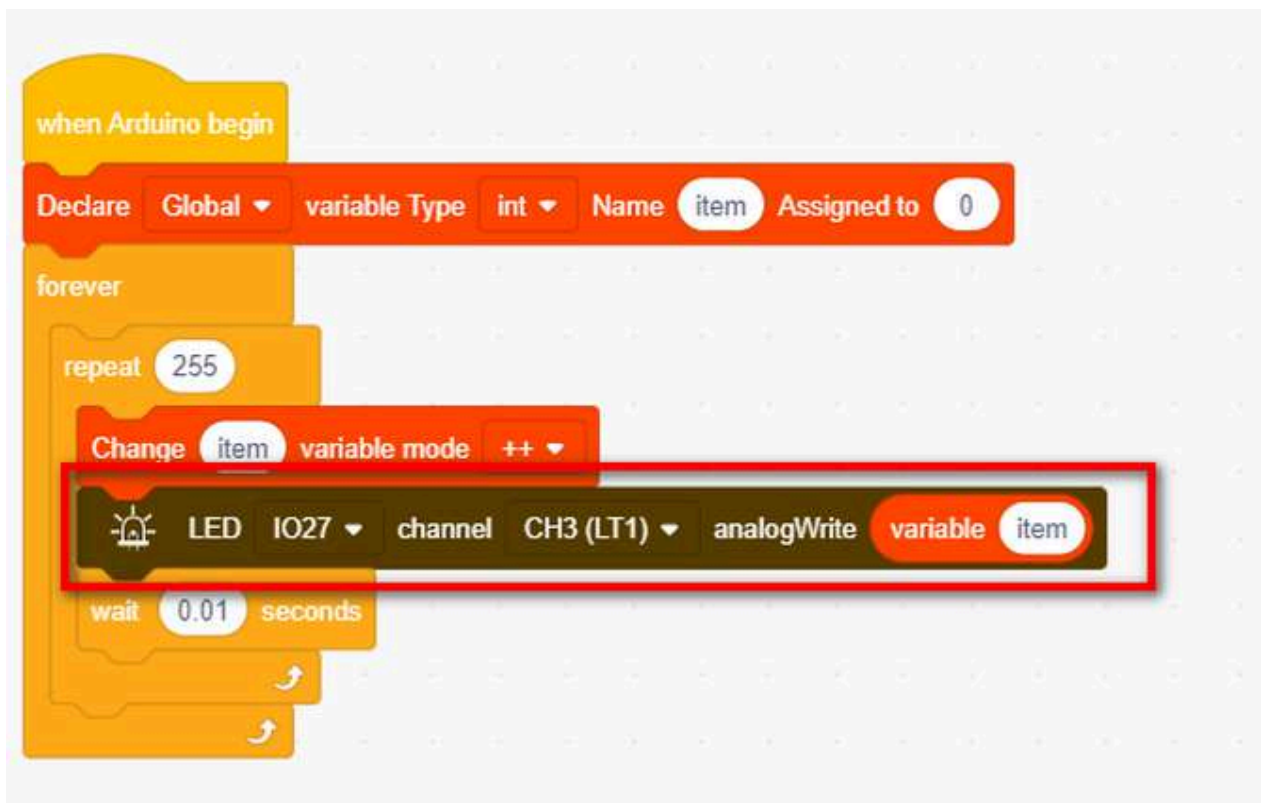 when Arduino begin
Declare Global variable Type int Name item Assigned to 0
forever
repeat 255
Change item variable mode ++
LED IO27 channel CH3 (LT1) analogWrite variable item
wait 0.01 seconds